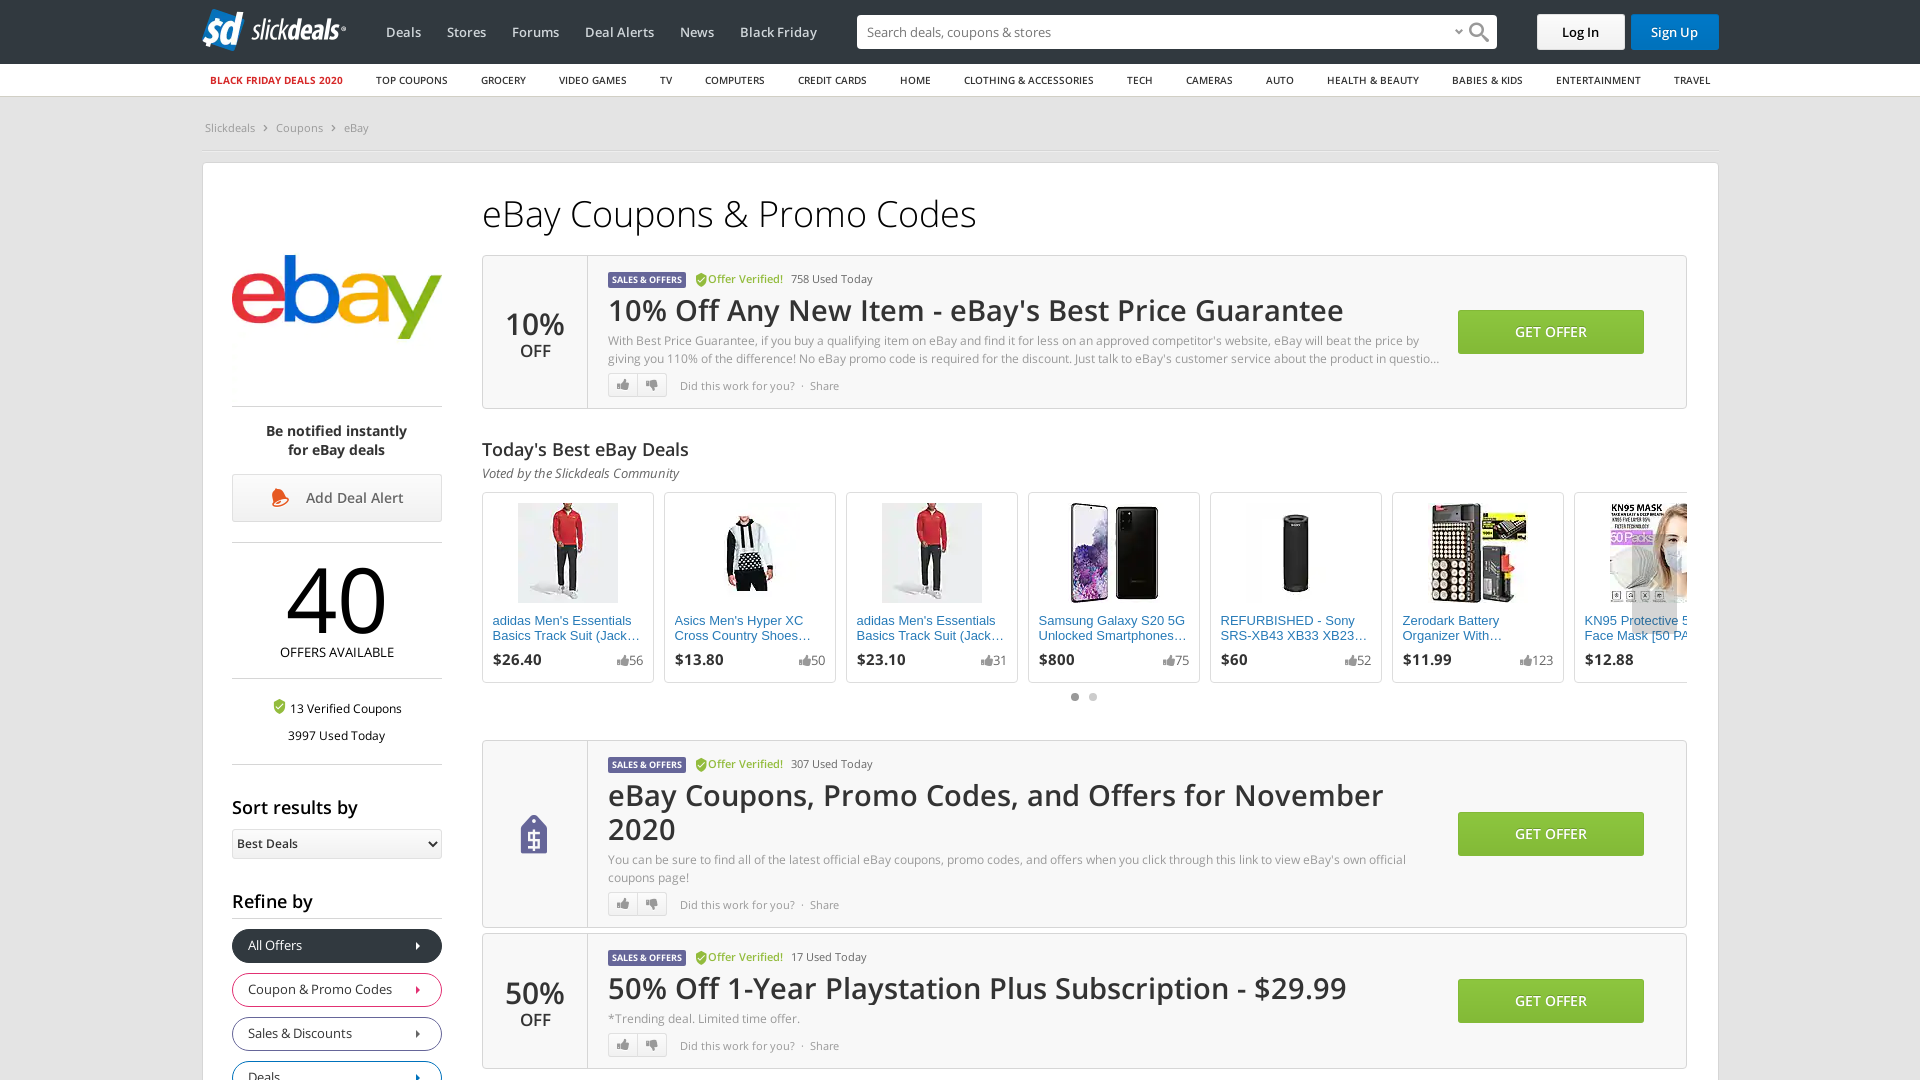 sd slickdeals
Deals
Stores
Forums
Deal Alerts
News
Black Friday
Search deals, coupons & stores
Log In
Sign Up
BLACK FRIDAY DEALS 2020
TOP COUPONS
GROCERY
VIDEO GAMES
TV
COMPUTERS
CREDIT CARDS
HOME
CLOTHING & ACCESSORIES
TECH
CAMERAS
AUTO
HEALTH & BEAUTY
BABIES & KIDS
ENTERTAINMENT
TRAVEL
Slickdeals › Coupons › eBay
ebay
Be notified instantly
for eBay deals
Add Deal Alert
40
OFFERS AVAILABLE
13 Verified Coupons
3997 Used Today
Sort results by
Best Deals
Refine by
All Offers
Coupon & Promo Codes
Sales & Discounts
Deals
eBay Coupons & Promo Codes
10%
OFF
SALES & OFFERS Offer Verified! 758 Used Today
10% Off Any New Item - eBay's Best Price Guarantee
With Best Price Guarantee, if you buy a qualifying item on eBay and find it for less on an approved competitor's website, eBay will beat the price by
giving you 110% of the difference! No eBay promo code is required for the discount. Just talk to eBay's customer service about the product in questio...
Did this work for you? · Share
GET OFFER
Today's Best eBay Deals
Voted by the Slickdeals Community
adidas Men's Essentials
Basics Track Suit (Jack…
$26.40 56
Asics Men's Hyper XC
Cross Country Shoes…
$13.80 50
adidas Men's Essentials
Basics Track Suit (Jack…
$23.10 31
Samsung Galaxy S20 5G
Unlocked Smartphones…
$800 75
REFURBISHED - Sony
SRS-XB43 XB33 XB23…
$60 52
Zerodark Battery
Organizer With…
$11.99 123
KN95 MASK
50 Packs
KN95 Protective 5
Face Mask [50 PA
$12.88
SALES & OFFERS Offer Verified! 307 Used Today
eBay Coupons, Promo Codes, and Offers for November
2020
You can be sure to find all of the latest official eBay coupons, promo codes, and offers when you click through this link to view eBay's own official
coupons page!
Did this work for you? · Share
GET OFFER
50%
OFF
SALES & OFFERS Offer Verified! 17 Used Today
50% Off 1-Year Playstation Plus Subscription - $29.99
*Trending deal. Limited time offer.
Did this work for you? · Share
GET OFFER